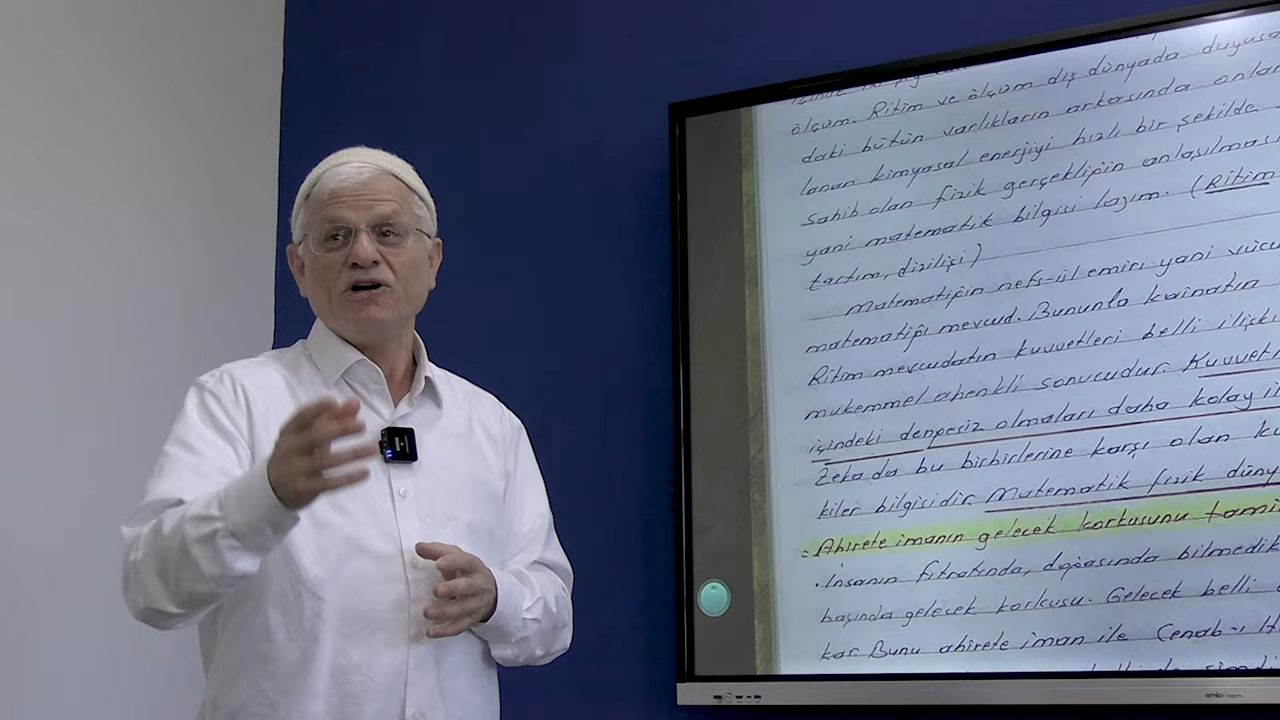 ölçüm. Ritim ve ölçüm dış dünyada duyusa
daki bütün varlıkların arkasında onlar
lanan kimyasal enerjiyi hızlı bir şekilde
sahib olan fizik gerçekliğin anlaşılması
yani matematik bilgisi lazım. (Ritim
tartım, dizilişi)
Matematiğin nefs-ül emiri yani vücu
matematiği mevcud. Bununla kainatın
Ritim mevcudatın kuvvetleri belli ilişki
mukemmel ahenkli sonucudur. Kuvvetl
içindeki dengesiz olmaları daha kolay il
Zeka da bu birbirlerine karşı olan ku
kiler bilgisidir. Matematik fizik düny
= Ahirete imanın gelecek korkusunu tami
. İnsanın fıtratında, doğasında bilmedik
başında gelecek korkusu. Gelecek belli
kar. Bunu ahirete iman ile Cenab-ı H